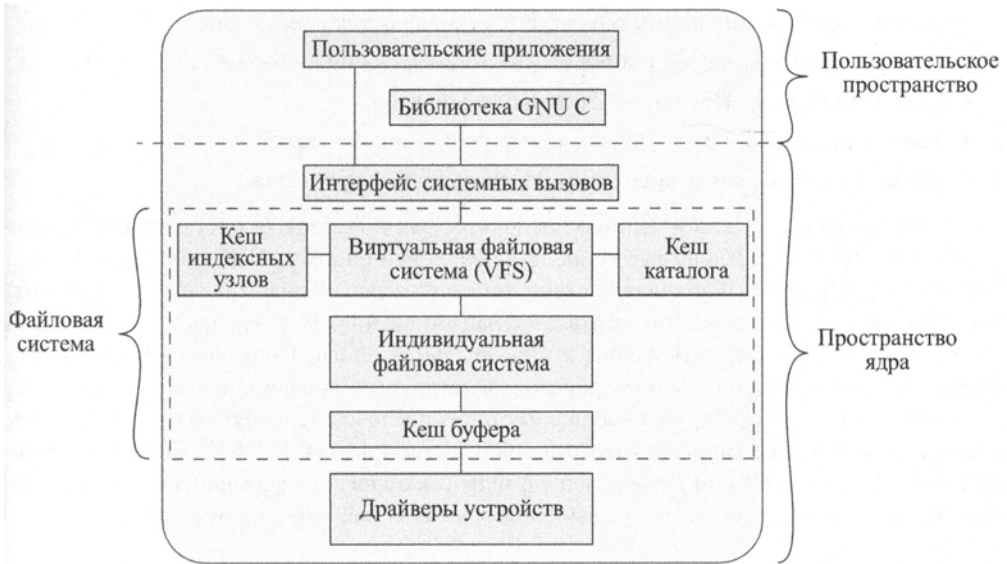 Пользовательские приложения
Библиотека GNU C
Пользовательское
пространство
Интерфейс системных вызовов
Кеш
индексных
узлов
Виртуальная файловая
система (VFS)
Кеш
каталога
Файловая
система
Индивидуальная
файловая система
Пространство
ядра
Кеш буфера
Драйверы устройств